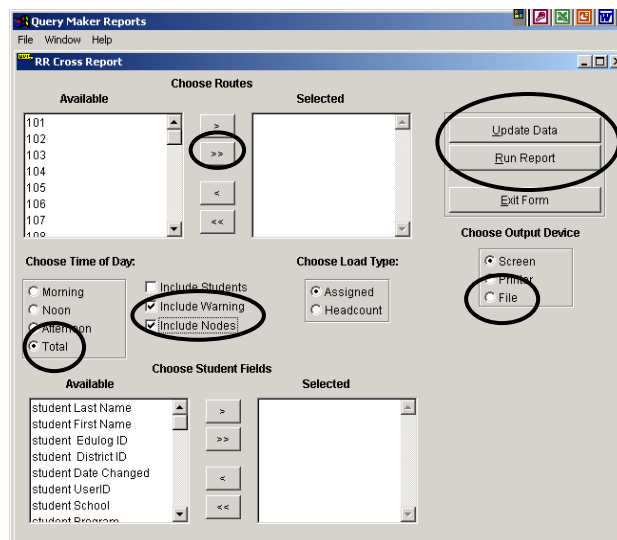 Query Maker Reports
File Window Help
RR Cross Report
Choose Routes
Available Selected
101
102
103
104
105
106
107
108
>
>>
<
<<
Update Data
Run Report
Exit Form
Choose Output Device
Screen
Printer
File
Choose Time of Day:
Morning
Noon
Afternoon
Total
Include Students
Include Warning
Include Nodes
Choose Load Type:
Assigned
Headcount
Choose Student Fields
Available Selected
student Last Name
student First Name
student Edulog ID
student District ID
student Date Changed
student UserID
student School
student Program
>
>>
<
<<